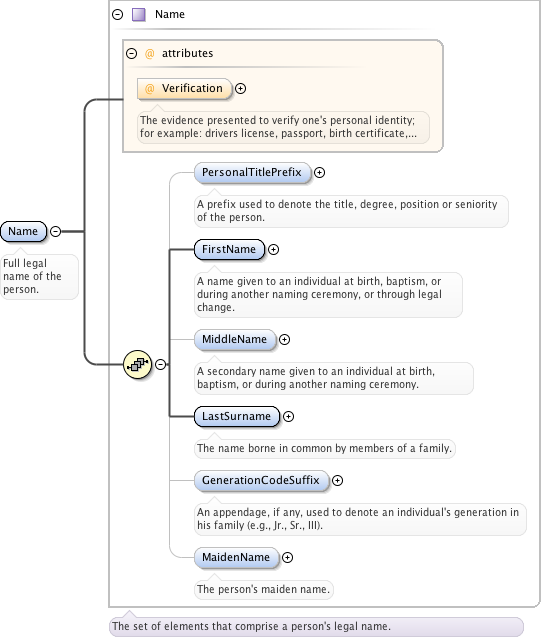 Name
@ attributes
@ Verification
The evidence presented to verify one's personal identity;
for example: drivers license, passport, birth certificate,...
PersonalTitlePrefix
A prefix used to denote the title, degree, position or seniority
of the person.
Name
Full legal
name of the
person.
FirstName
A name given to an individual at birth, baptism, or
during another naming ceremony, or through legal
change.
MiddleName
A secondary name given to an individual at birth,
baptism, or during another naming ceremony.
LastSurname
The name borne in common by members of a family.
GenerationCodeSuffix
An appendage, if any, used to denote an individual's generation in
his family (e.g., Jr., Sr., III).
MaidenName
The person's maiden name.
The set of elements that comprise a person's legal name.